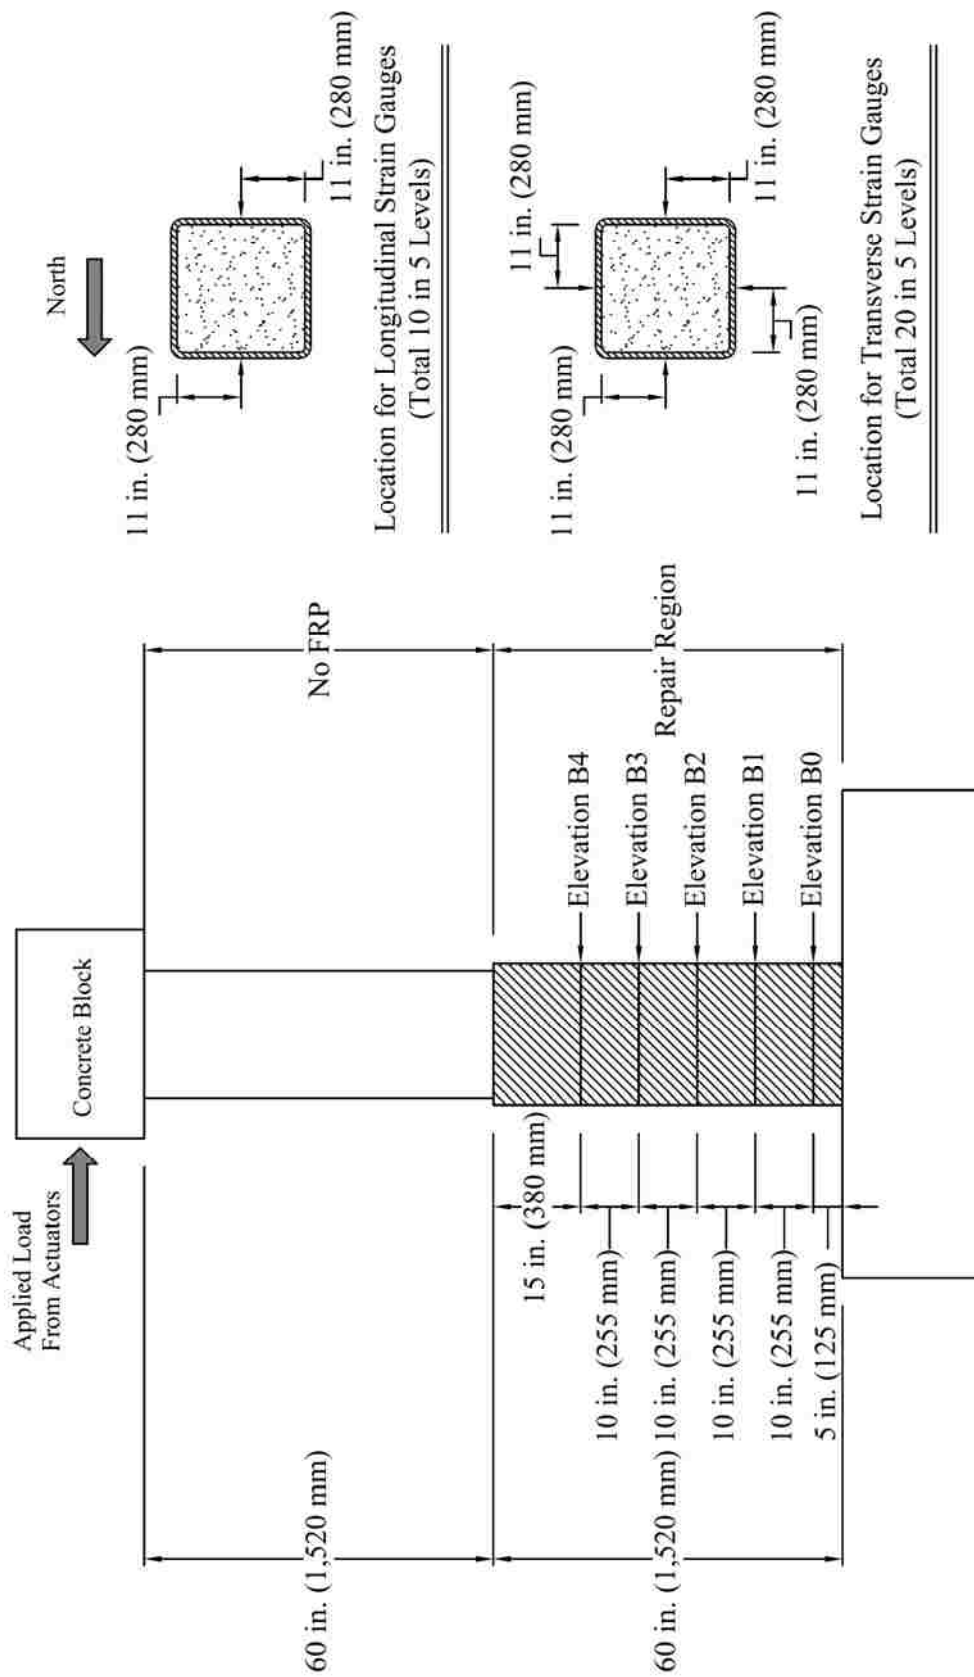 Applied Load
From Actuators
Concrete Block
60 in. (1,520 mm)
No FRP
60 in. (1,520 mm)
15 in. (380 mm)
10 in. (255 mm)
10 in. (255 mm)
10 in. (255 mm)
10 in. (255 mm)
5 in. (125 mm)
Elevation B4
Elevation B3
Elevation B2
Elevation B1
Elevation B0
Repair Region
North
11 in. (280 mm)
11 in. (280 mm)
Location for Longitudinal Strain Gauges
(Total 10 in 5 Levels)
11 in. (280 mm)
11 in. (280 mm)
11 in. (280 mm)
11 in. (280 mm)
Location for Transverse Strain Gauges
(Total 20 in 5 Levels)